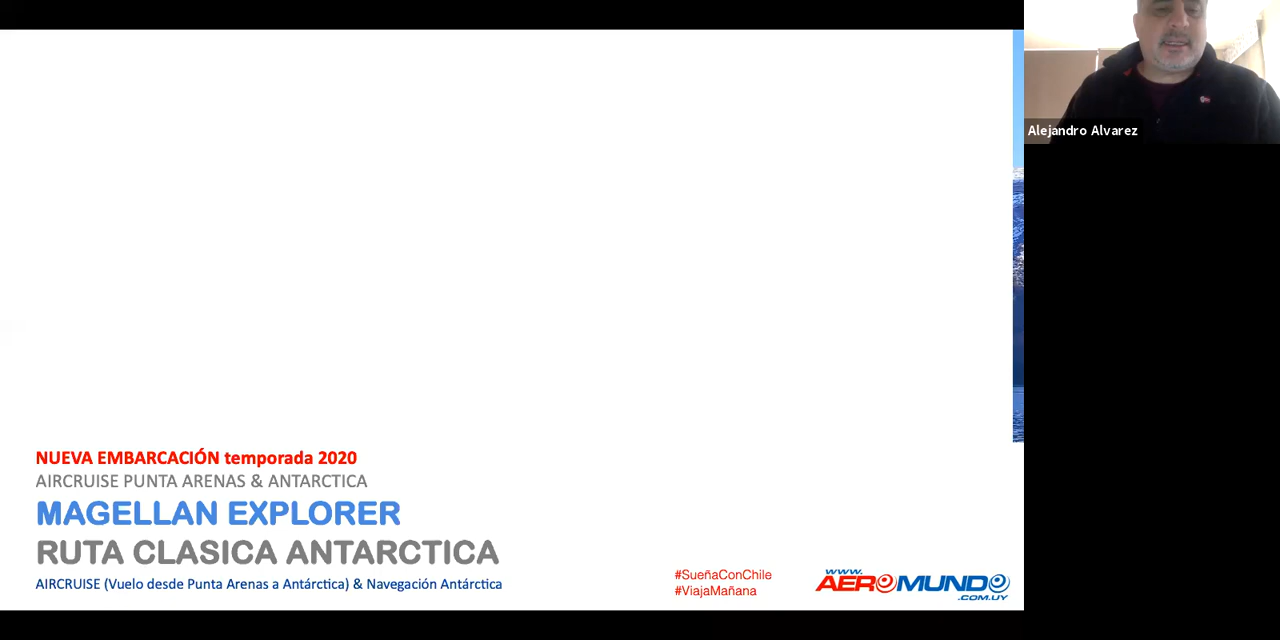 Alejandro Alvarez
NUEVA EMBARCACIÓN temporada 2020
AIRCRUISE PUNTA ARENAS & ANTARCTICA
MAGELLAN EXPLORER
RUTA CLASICA ANTARCTICA
AIRCRUISE (Vuelo desde Punta Arenas a Antárctica) & Navegación Antárctica
#SueñaConChile
#ViajaMañana
WWW.
AEROMUNDO
.COM.UY